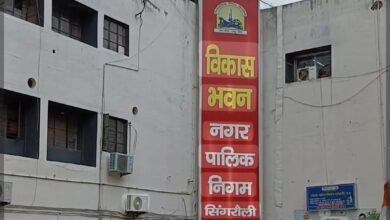 विकास
भवन
नगर
पालिक
निगम
सिंगरौली